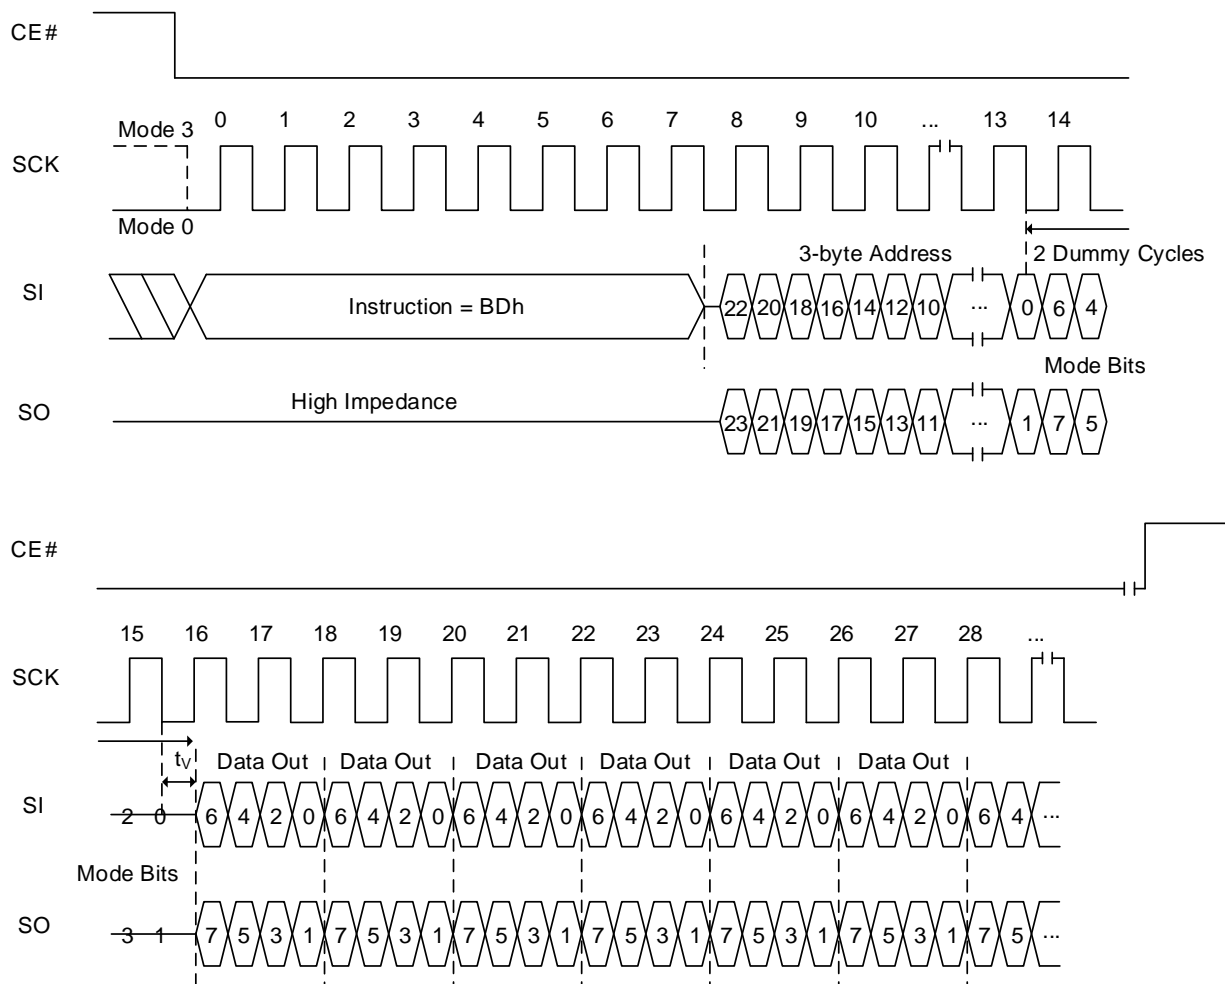 CE#
0 1 2 3 4 5 6 7 8 9 10 ... 13 14
Mode 3
SCK
Mode 0
3-byte Address 2 Dummy Cycles
SI Instruction = BDh 22 20 18 16 14 12 10 ... 0 6 4
Mode Bits
High Impedance
SO 23 21 19 17 15 13 11 ... 1 7 5
CE#
15 16 17 18 19 20 21 22 23 24 25 26 27 28 ...
SCK
tV Data Out Data Out Data Out Data Out Data Out Data Out
SI 2 0 6 4 2 0 6 4 2 0 6 4 2 0 6 4 2 0 6 4 2 0 6 4 2 0 6 4 ...
Mode Bits
SO 3 1 7 5 3 1 7 5 3 1 7 5 3 1 7 5 3 1 7 5 3 1 7 5 3 1 7 5 ...